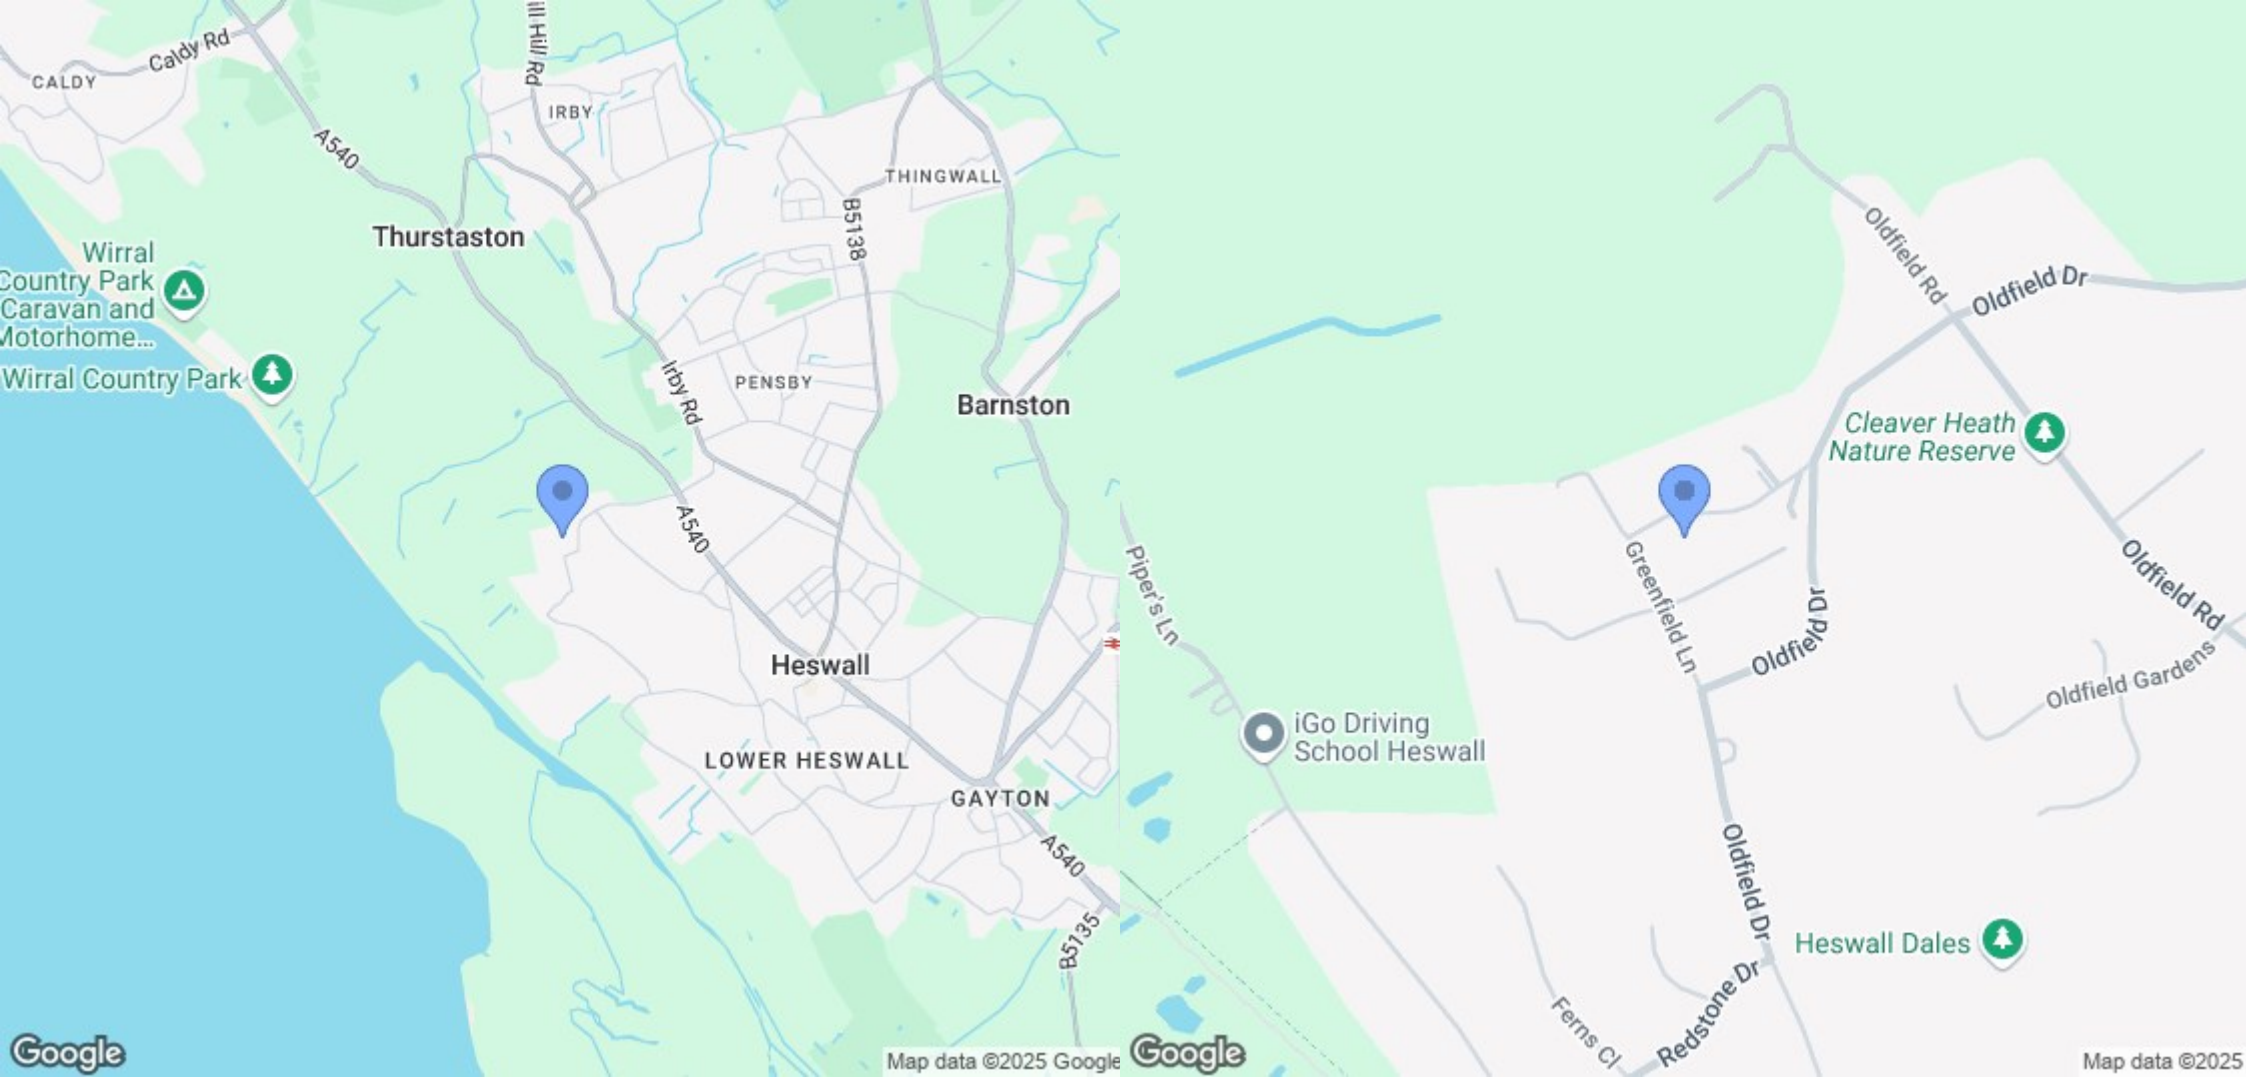 Caldy Rd
CALDY
ill Hill Rd
IRBY
A540
THINGWALL
B5138
Thurstaston
Wirral
Country Park
Caravan and
Motorhome...
Wirral Country Park
Irby Rd
PENSBY
Barnston
A540
Heswall
LOWER HESWALL
GAYTON
A540
B5135
Google
Map data ©2025 Google
Oldfield Rd
Oldfield Dr
Cleaver Heath
Nature Reserve
Piper's Ln
Greenfield Ln
Oldfield Dr
Oldfield Rd
Oldfield Gardens
iGo Driving
School Heswall
Oldfield Dr
Heswall Dales
Ferns Cl
Redstone Dr
Google
Map data ©2025